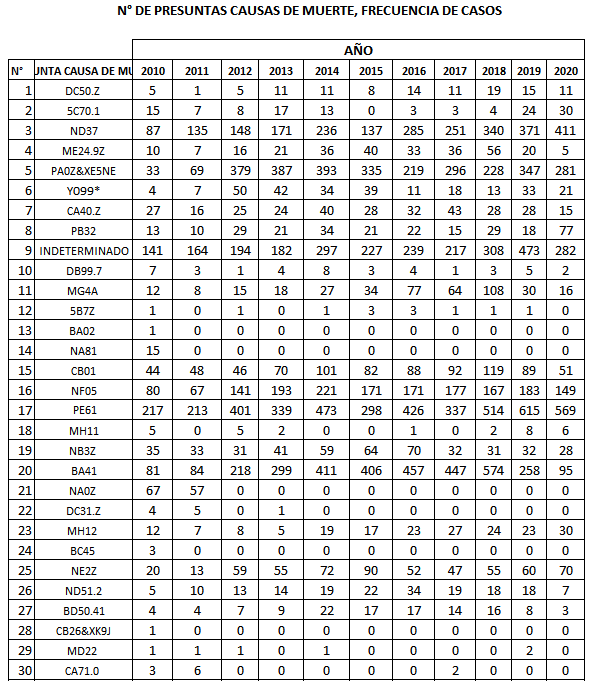 N° DE PRESUNTAS CAUSAS DE MUERTE, FRECUENCIA DE CASOS
AÑO
N° UNTA CAUSA DE MU 2010 2011 2012 2013 2014 2015 2016 2017 2018 2019 2020
1 DC50.Z 5 1 5 11 11 8 14 11 19 15 11
2 5C70.1 15 7 8 17 13 0 3 3 4 24 30
3 ND37 87 135 148 171 236 137 285 251 340 371 411
4 ME24.9Z 10 7 16 21 36 40 33 36 56 20 5
5 PA0Z&XE5NE 33 69 379 387 393 335 219 296 228 347 281
6 YO99* 4 7 50 42 34 39 11 18 13 33 21
7 CA40.Z 27 16 25 24 40 28 32 43 28 28 15
8 PB32 13 10 29 21 34 21 22 15 29 18 77
9 INDETERMINADO 141 164 194 182 297 227 239 217 308 473 282
10 DB99.7 7 3 1 4 8 3 4 1 3 5 2
11 MG4A 12 8 15 18 27 34 77 64 108 30 16
12 5B7Z 1 0 1 0 1 3 3 1 1 1 0
13 BA02 1 0 0 0 0 0 0 0 0 0 0
14 NA81 15 0 0 0 0 0 0 0 0 0 0
15 CB01 44 48 46 70 101 82 88 92 119 89 51
16 NF05 80 67 141 193 221 171 171 177 167 183 149
17 PE61 217 213 401 339 473 298 426 337 514 615 569
18 MH11 5 0 5 2 0 0 1 0 2 8 6
19 NB3Z 35 33 31 41 59 64 70 32 31 32 28
20 BA41 81 84 218 299 411 406 457 447 574 258 95
21 NA0Z 67 57 0 0 0 0 0 0 0 0 0
22 DC31.Z 4 5 0 1 0 0 0 0 0 0 0
23 MH12 12 7 8 5 19 17 23 27 24 23 30
24 BC45 3 0 0 0 0 0 0 0 0 0 0
25 NE2Z 20 13 59 55 72 90 52 47 55 60 70
26 ND51.2 5 10 13 14 19 22 34 19 18 18 7
27 BD50.41 4 4 7 9 22 17 17 14 16 8 3
28 CB26&XK9J 1 0 0 0 0 0 0 0 0 0 0
29 MD22 1 1 1 0 1 0 0 0 0 2 0
30 CA71.0 3 6 0 0 0 0 0 2 0 0 0